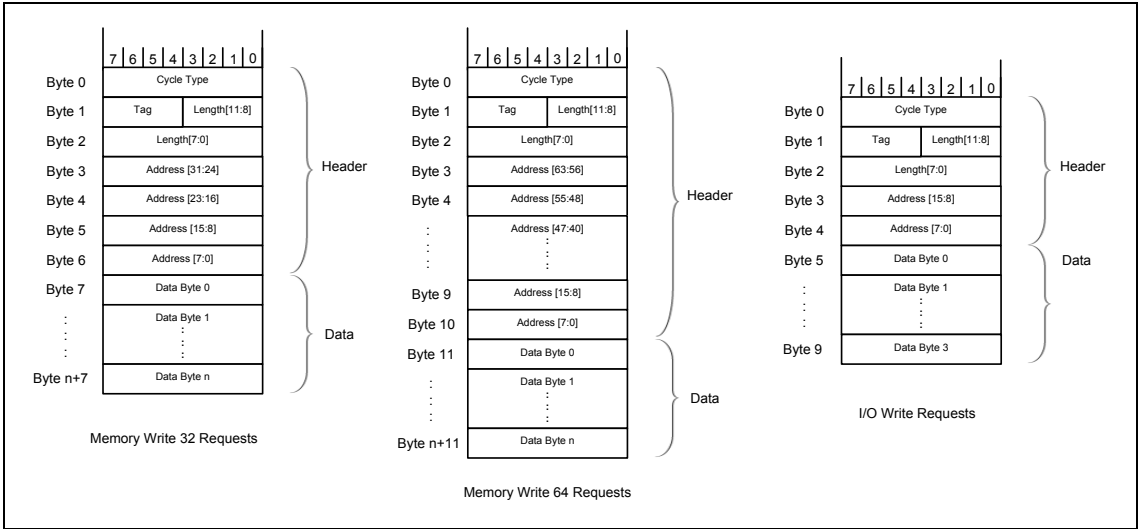 7 6 5 4 3 2 1 0
Byte 0 Cycle Type
Byte 1 Tag Length[11:8]
Byte 2 Length[7:0]
Byte 3 Address [31:24]
Byte 4 Address [23:16]
Byte 5 Address [15:8]
Byte 6 Address [7:0]
Header
Byte 7 Data Byte 0
Data Byte 1
Byte n+7 Data Byte n
Data
Memory Write 32 Requests
7 6 5 4 3 2 1 0
Byte 0 Cycle Type
Byte 1 Tag Length[11:8]
Byte 2 Length[7:0]
Byte 3 Address [63:56]
Byte 4 Address [55:48]
Address [47:40]
Byte 9 Address [15:8]
Byte 10 Address [7:0]
Header
Byte 11 Data Byte 0
Data Byte 1
Byte n+11 Data Byte n
Data
Memory Write 64 Requests
7 6 5 4 3 2 1 0
Byte 0 Cycle Type
Byte 1 Tag Length[11:8]
Byte 2 Length[7:0]
Byte 3 Address [15:8]
Byte 4 Address [7:0]
Header
Byte 5 Data Byte 0
Data Byte 1
Byte 9 Data Byte 3
Data
I/O Write Requests